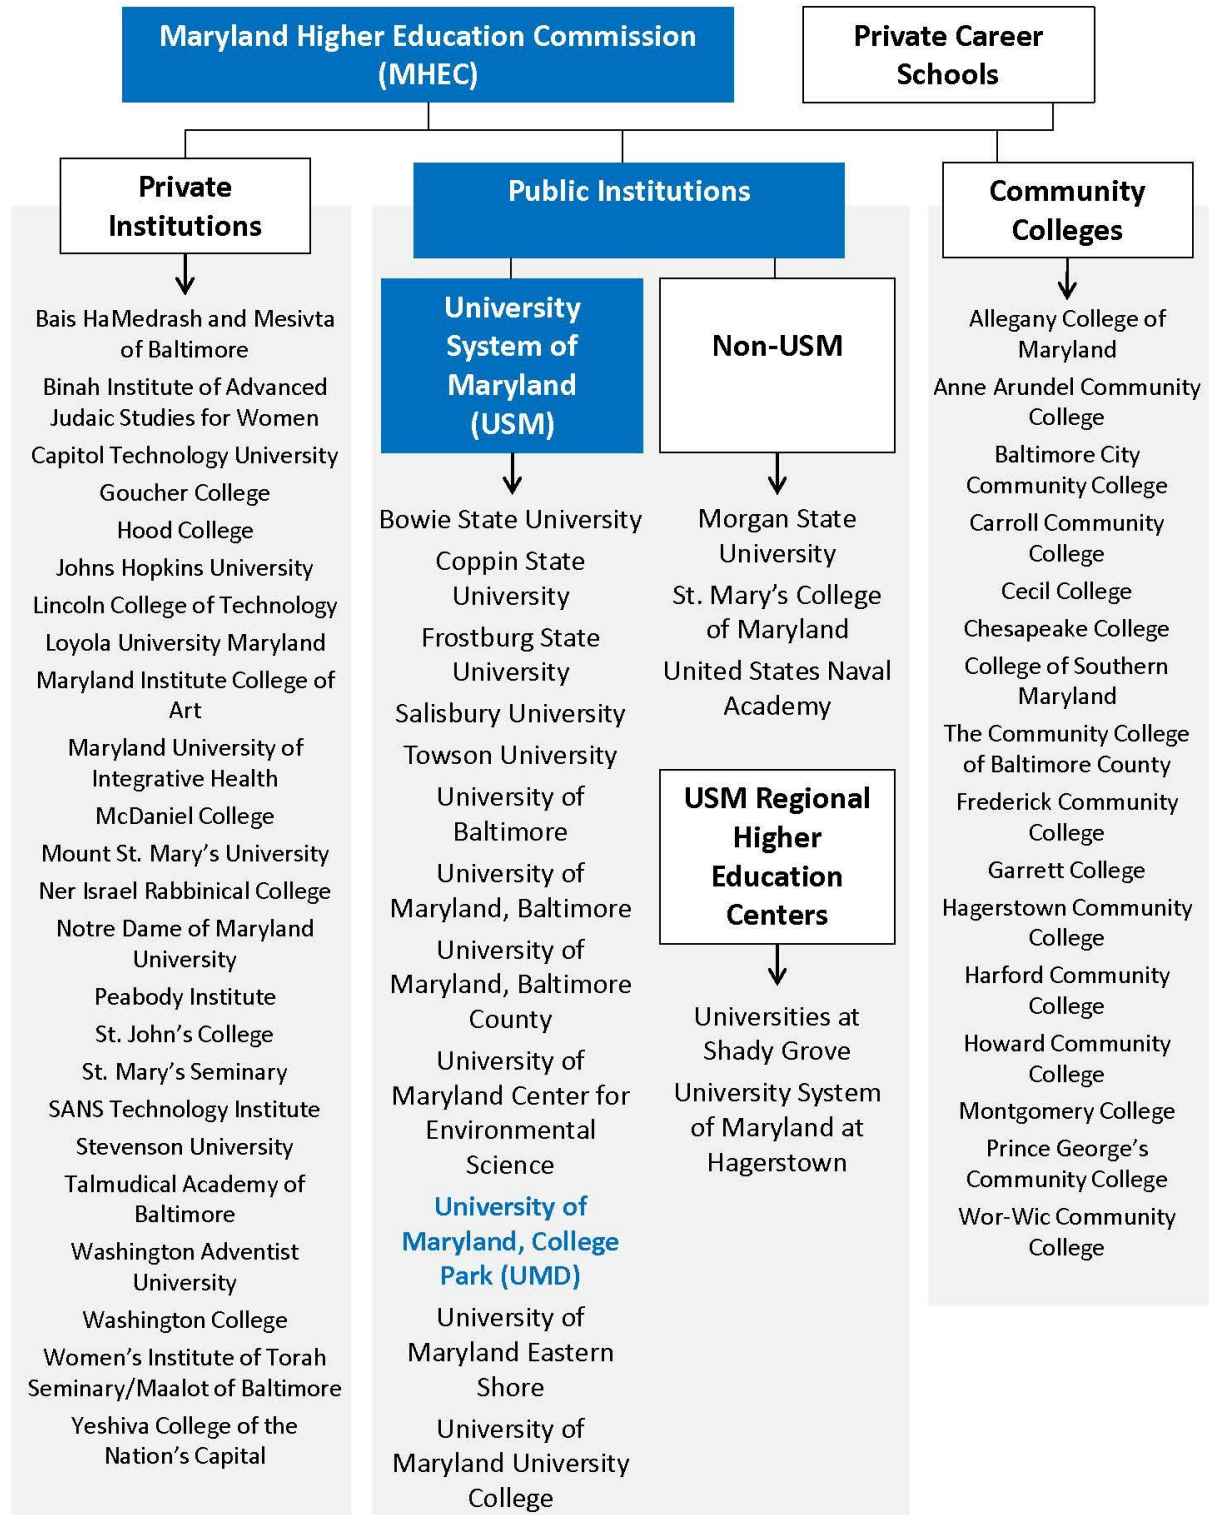 Maryland Higher Education Commission
(MHEC)
Private Career
Schools
Private
Institutions
Bais HaMedrash and Mesivta
of Baltimore
Binah Institute of Advanced
Judaic Studies for Women
Capitol Technology University
Goucher College
Hood College
Johns Hopkins University
Lincoln College of Technology
Loyola University Maryland
Maryland Institute College of
Art
Maryland University of
Integrative Health
McDaniel College
Mount St. Mary’s University
Ner Israel Rabbinical College
Notre Dame of Maryland
University
Peabody Institute
St. John’s College
St. Mary’s Seminary
SANS Technology Institute
Stevenson University
Talmudical Academy of
Baltimore
Washington Adventist
University
Washington College
Women’s Institute of Torah
Seminary/Maalot of Baltimore
Yeshiva College of the
Nation’s Capital
Public Institutions
University
System of
Maryland
(USM)
Bowie State University
Coppin State
University
Frostburg State
University
Salisbury University
Towson University
University of
Baltimore
University of
Maryland, Baltimore
University of
Maryland, Baltimore
County
University of
Maryland Center for
Environmental
Science
University of
Maryland, College
Park (UMD)
University of
Maryland Eastern
Shore
University of
Maryland University
College
Non-USM
Morgan State
University
St. Mary’s College
of Maryland
United States Naval
Academy
USM Regional
Higher
Education
Centers
Universities at
Shady Grove
University System
of Maryland at
Hagerstown
Community
Colleges
Allegany College of
Maryland
Anne Arundel Community
College
Baltimore City
Community College
Carroll Community
College
Cecil College
Chesapeake College
College of Southern
Maryland
The Community College
of Baltimore County
Frederick Community
College
Garrett College
Hagerstown Community
College
Harford Community
College
Howard Community
College
Montgomery College
Prince George’s
Community College
Wor-Wic Community
College